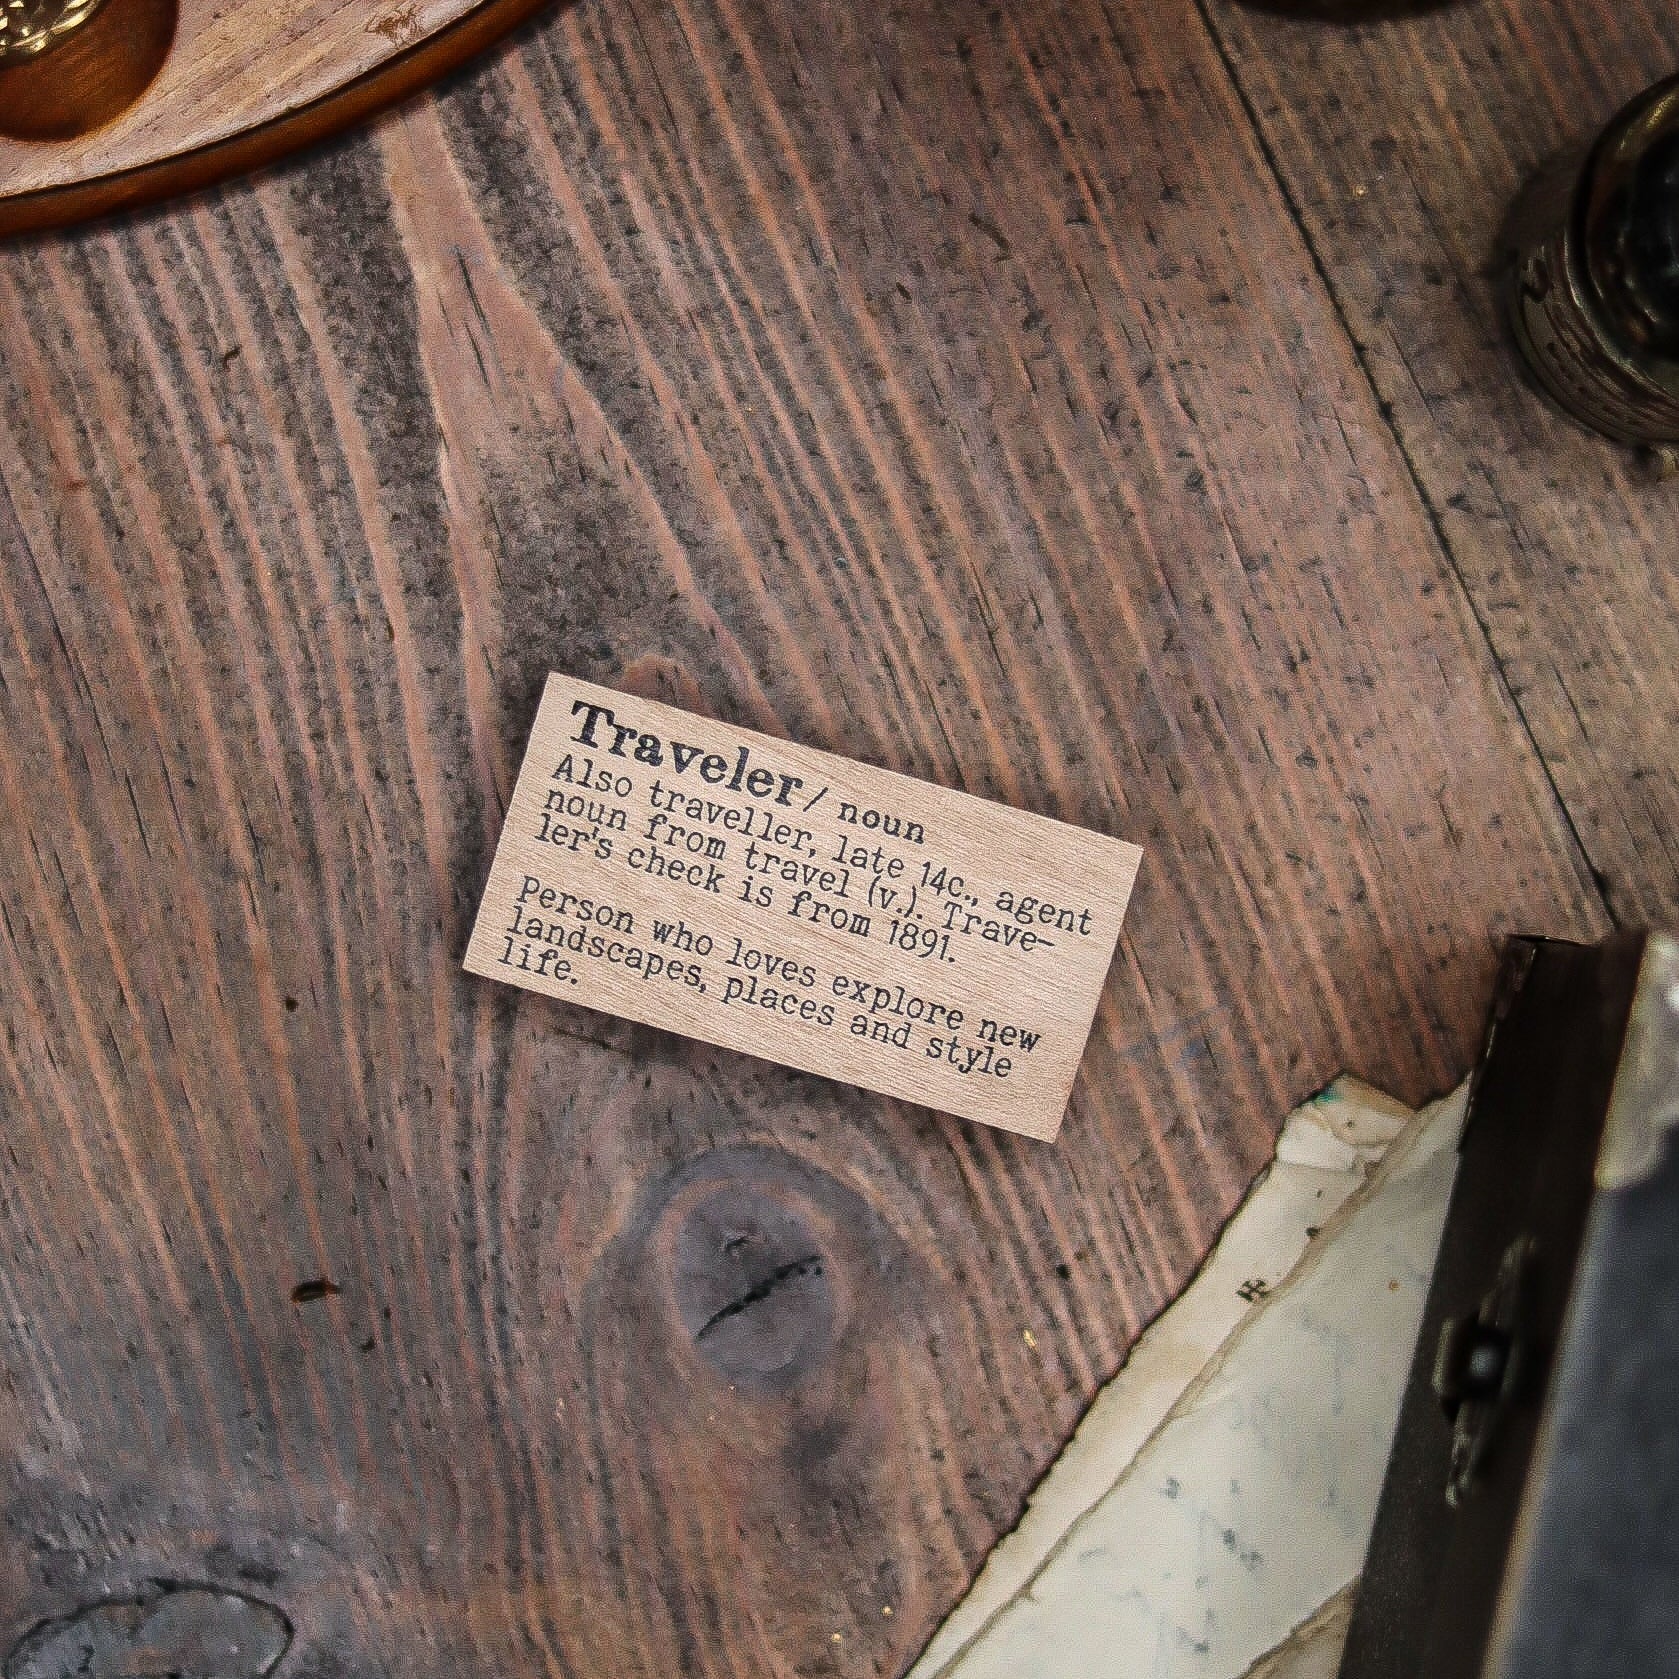 Traveler / noun
Also traveller, late 14c., agent
noun from travel (v.). Trave-
ler's check is from 1891.
Person who loves explore new
landscapes, places and style
life.